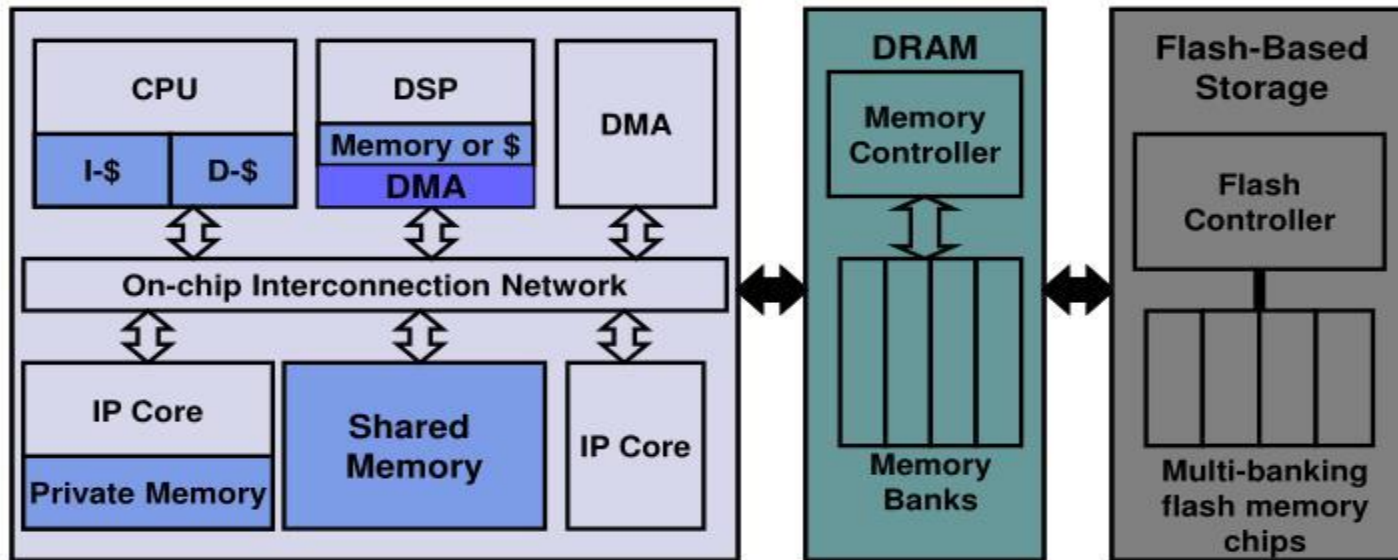 CPU
I-$
D-$
DSP
Memory or $
DMA
DMA
On-chip Interconnection Network
IP Core
Private Memory
Shared
Memory
IP Core
DRAM
Memory
Controller
Memory
Banks
Flash-Based
Storage
Flash
Controller
Multi-banking
flash memory
chips